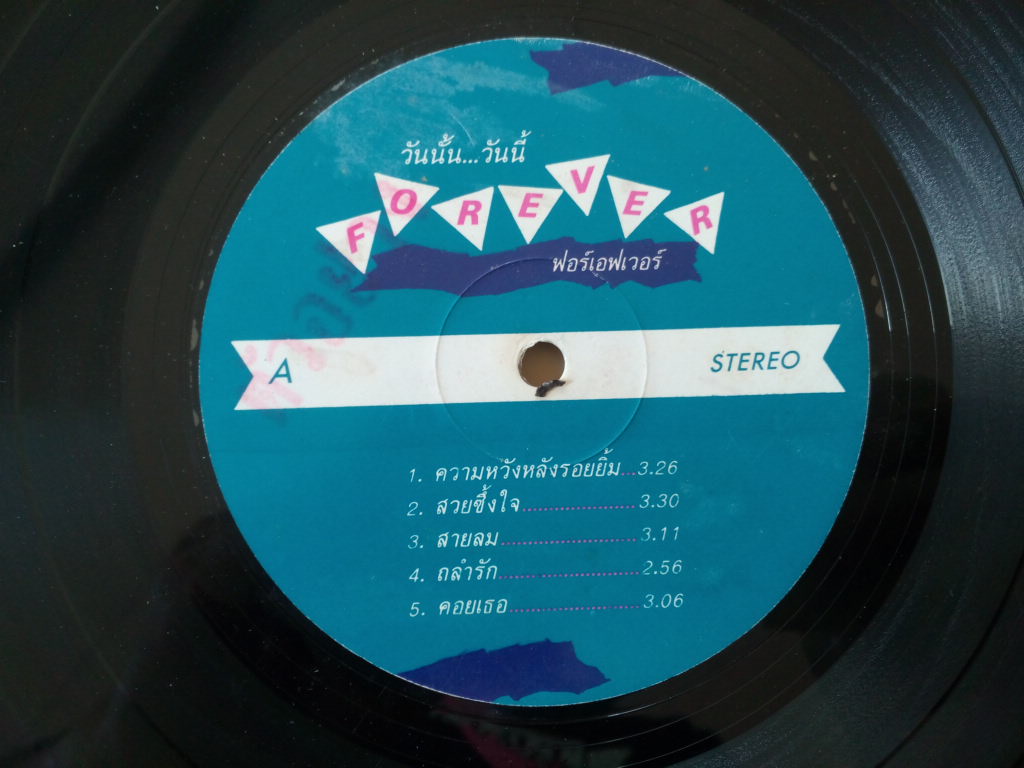 วันนั้น...วันนี้
FOREVER
ฟอร์เอฟเวอร์
A
STEREO
1. ความหวังหลังรอยยิ้ม...3.26
2. สวยซึ้งใจ....................3.30
3. สายลม........................3.11
4. ถลำรัก........................2.56
5. คอยเธอ......................3.06